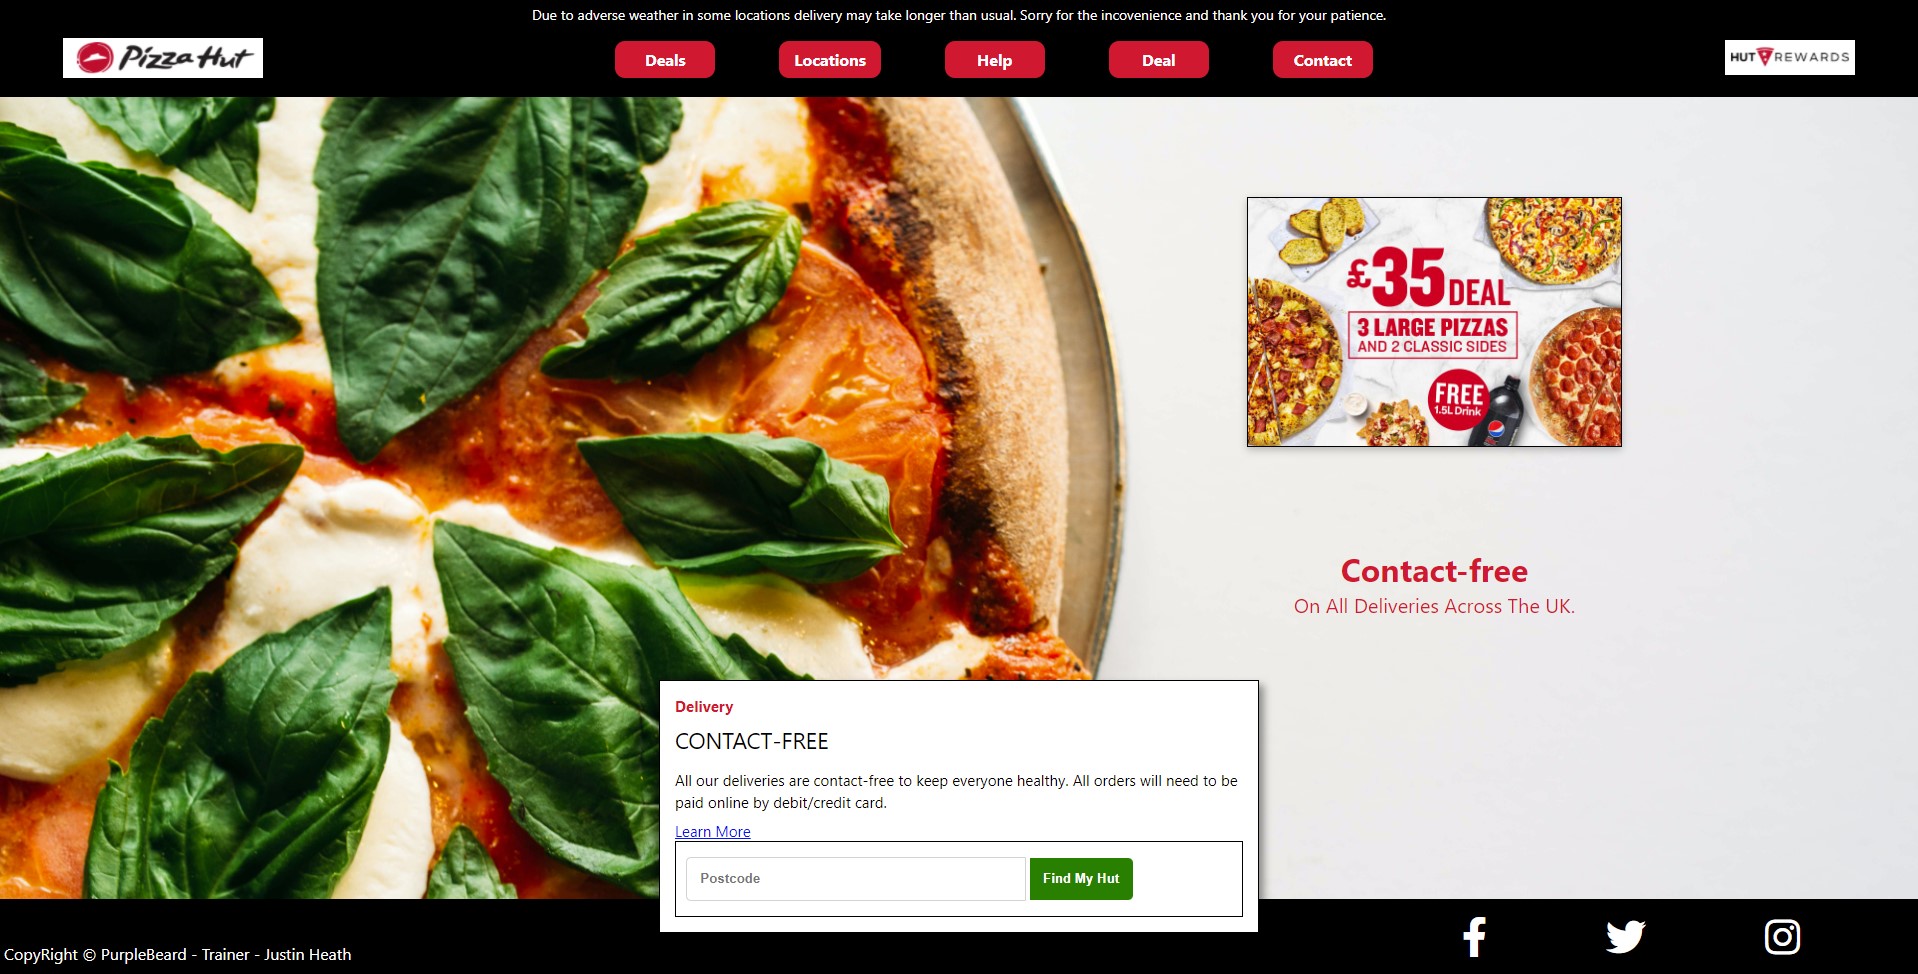 Due to adverse weather in some locations delivery may take longer than usual. Sorry for the incovenience and thank you for your patience.
Pizza Hut
Deals
Locations
Help
Deal
Contact
HUT REWARDS
£35 DEAL
3 LARGE PIZZAS
AND 2 CLASSIC SIDES
FREE
1.5L Drink
Contact-free
On All Deliveries Across The UK.
Delivery
CONTACT-FREE
All our deliveries are contact-free to keep everyone healthy. All orders will need to be
paid online by debit/credit card.
Learn More
Postcode
Find My Hut
CopyRight © PurpleBeard - Trainer - Justin Heath